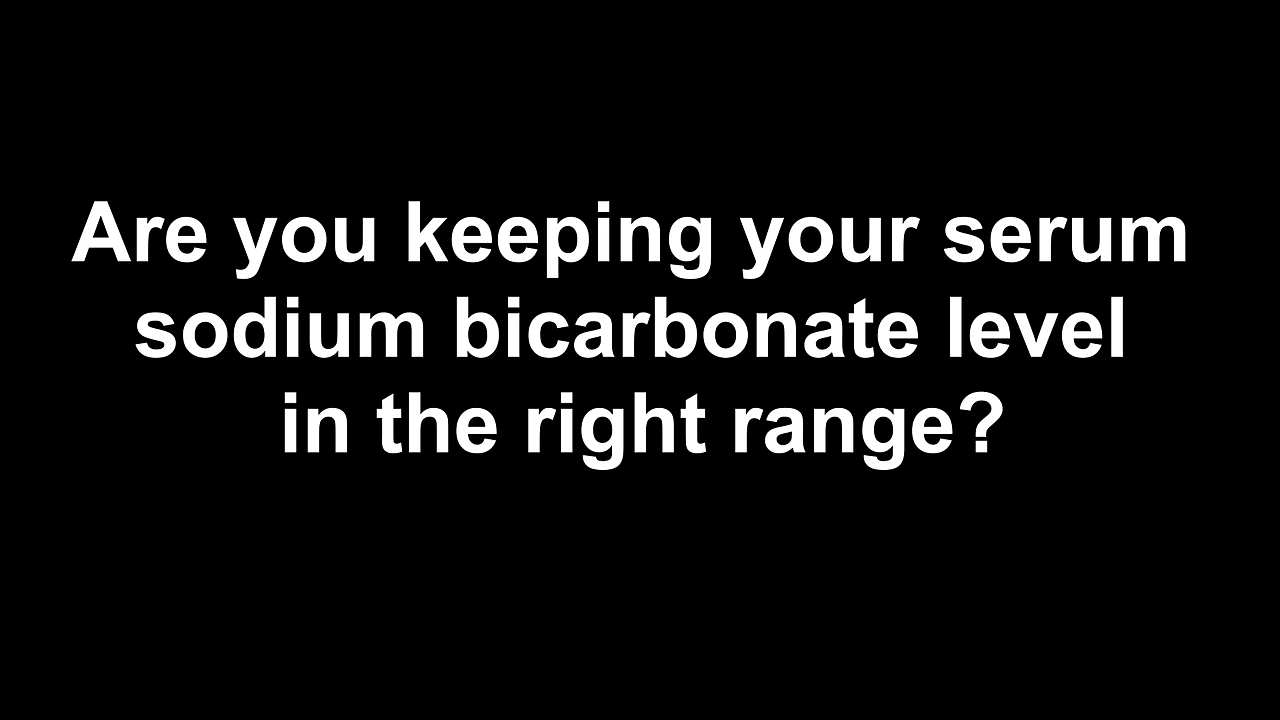 Are you keeping your serum
sodium bicarbonate level
in the right range?